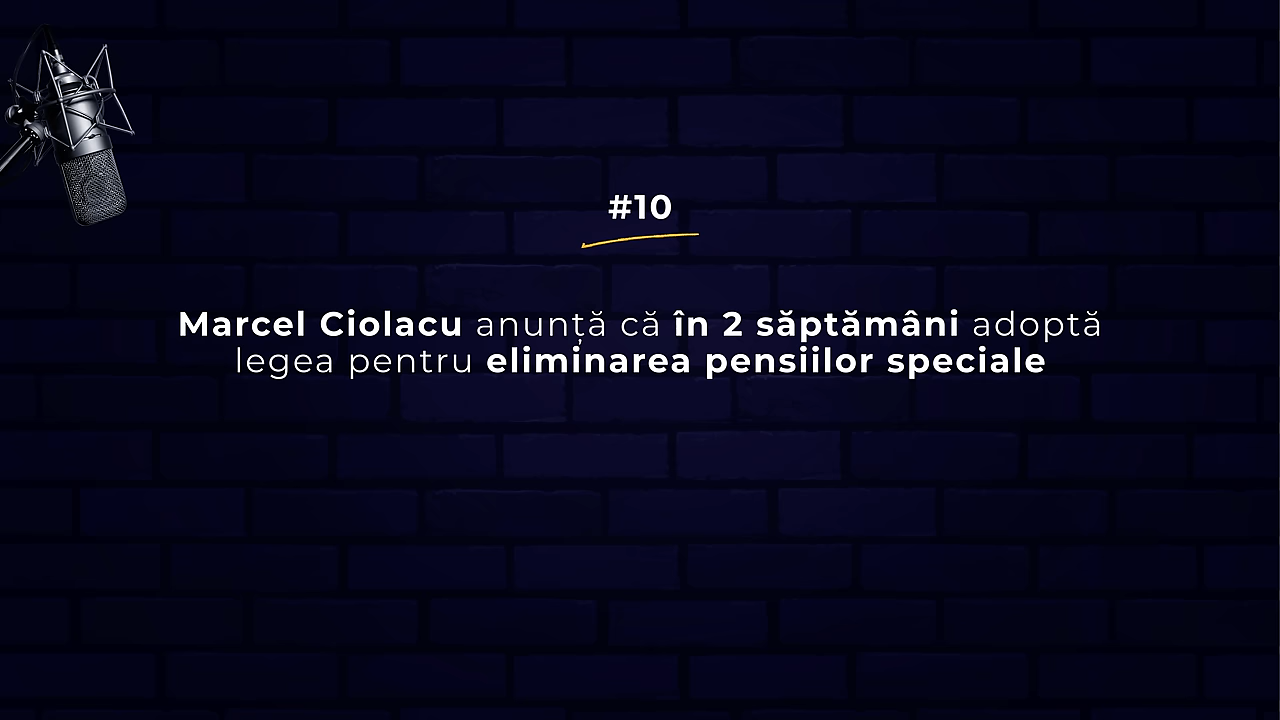 #10
Marcel Ciolacu anunță că în 2 săptămâni adoptă
legea pentru eliminarea pensiilor speciale